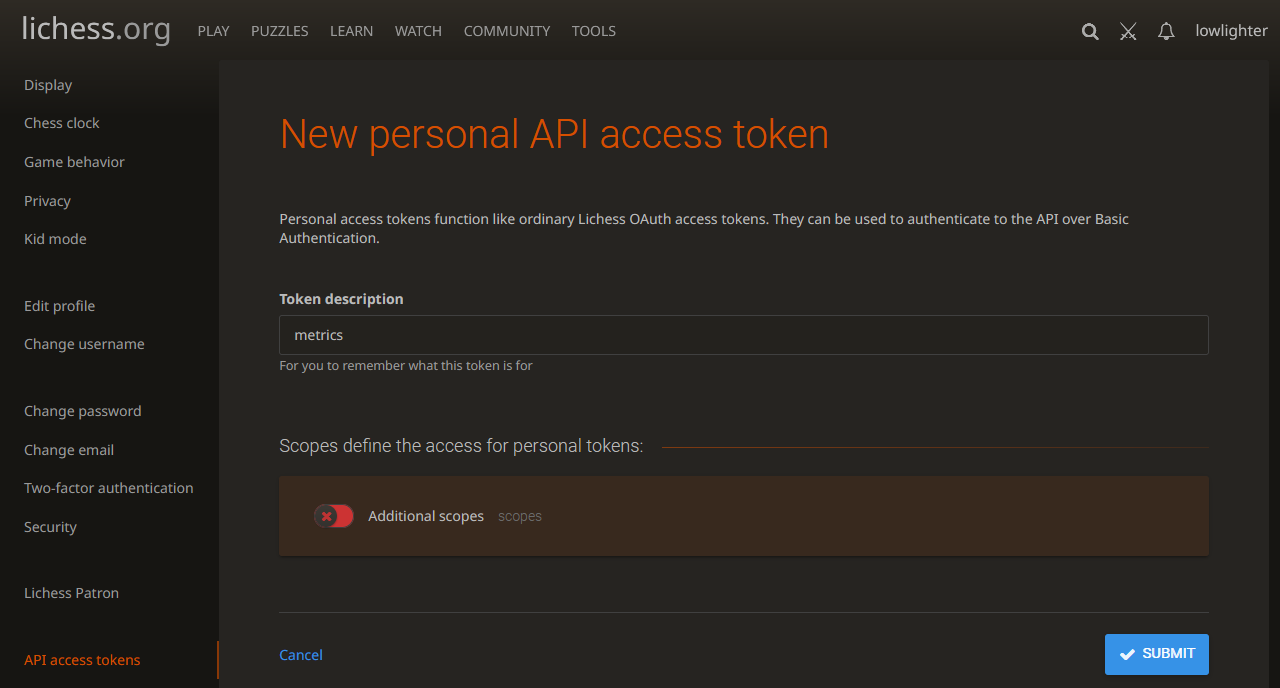 lichess.org PLAY PUZZLES LEARN WATCH COMMUNITY TOOLS lowlighter
Display
Chess clock
Game behavior
Privacy
Kid mode
Edit profile
Change username
Change password
Change email
Two-factor authentication
Security
Lichess Patron
API access tokens
New personal API access token
Personal access tokens function like ordinary Lichess OAuth access tokens. They can be used to authenticate to the API over Basic
Authentication.
Token description
metrics
For you to remember what this token is for
Scopes define the access for personal tokens:
Additional scopes scopes
Cancel
SUBMIT